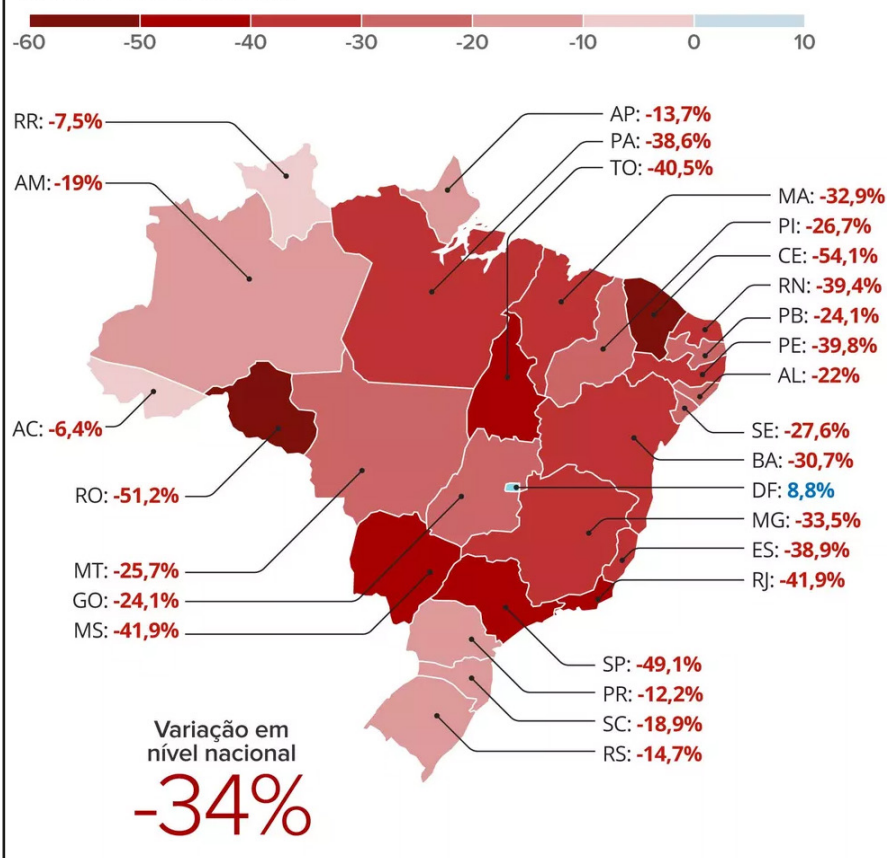 -60 -50 -40 -30 -20 -10 0 10
RR: -7,5%
AM: -19%
AC: -6,4%
RO: -51,2%
MT: -25,7%
GO: -24,1%
MS: -41,9%
AP: -13,7%
PA: -38,6%
TO: -40,5%
MA: -32,9%
PI: -26,7%
CE: -54,1%
RN: -39,4%
PB: -24,1%
PE: -39,8%
AL: -22%
SE: -27,6%
BA: -30,7%
DF: 8,8%
MG: -33,5%
ES: -38,9%
RJ: -41,9%
SP: -49,1%
PR: -12,2%
SC: -18,9%
RS: -14,7%
Variação em
nível nacional
-34%